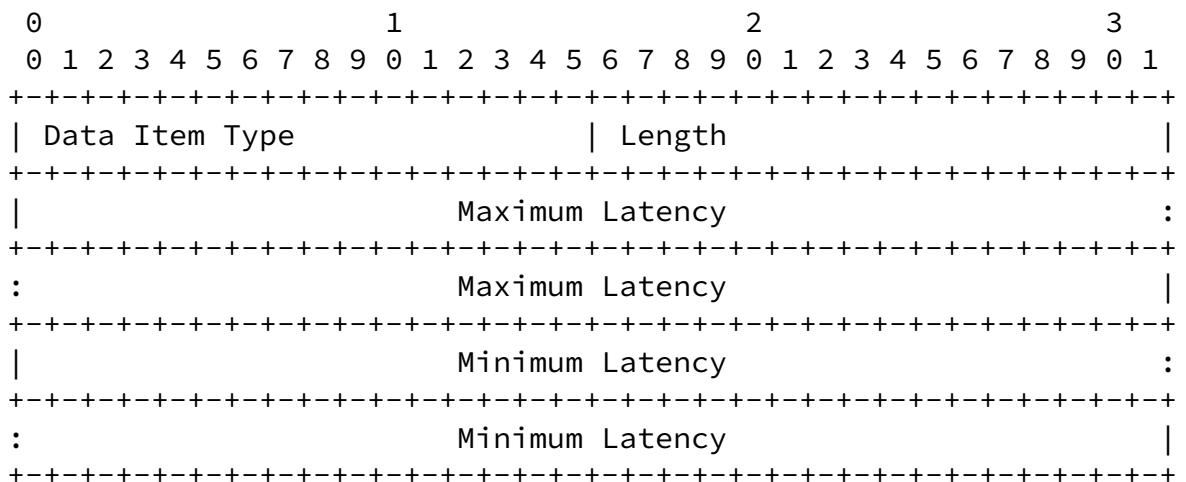 0                   1                   2                   3
 0 1 2 3 4 5 6 7 8 9 0 1 2 3 4 5 6 7 8 9 0 1 2 3 4 5 6 7 8 9 0 1
+-+-+-+-+-+-+-+-+-+-+-+-+-+-+-+-+-+-+-+-+-+-+-+-+-+-+-+-+-+-+-+-+
| Data Item Type                | Length                        |
+-+-+-+-+-+-+-+-+-+-+-+-+-+-+-+-+-+-+-+-+-+-+-+-+-+-+-+-+-+-+-+-+
|                        Maximum Latency                        :
+-+-+-+-+-+-+-+-+-+-+-+-+-+-+-+-+-+-+-+-+-+-+-+-+-+-+-+-+-+-+-+-+
:                        Maximum Latency                        |
+-+-+-+-+-+-+-+-+-+-+-+-+-+-+-+-+-+-+-+-+-+-+-+-+-+-+-+-+-+-+-+-+
|                        Minimum Latency                        :
+-+-+-+-+-+-+-+-+-+-+-+-+-+-+-+-+-+-+-+-+-+-+-+-+-+-+-+-+-+-+-+-+
:                        Minimum Latency                        |
+-+-+-+-+-+-+-+-+-+-+-+-+-+-+-+-+-+-+-+-+-+-+-+-+-+-+-+-+-+-+-+-+